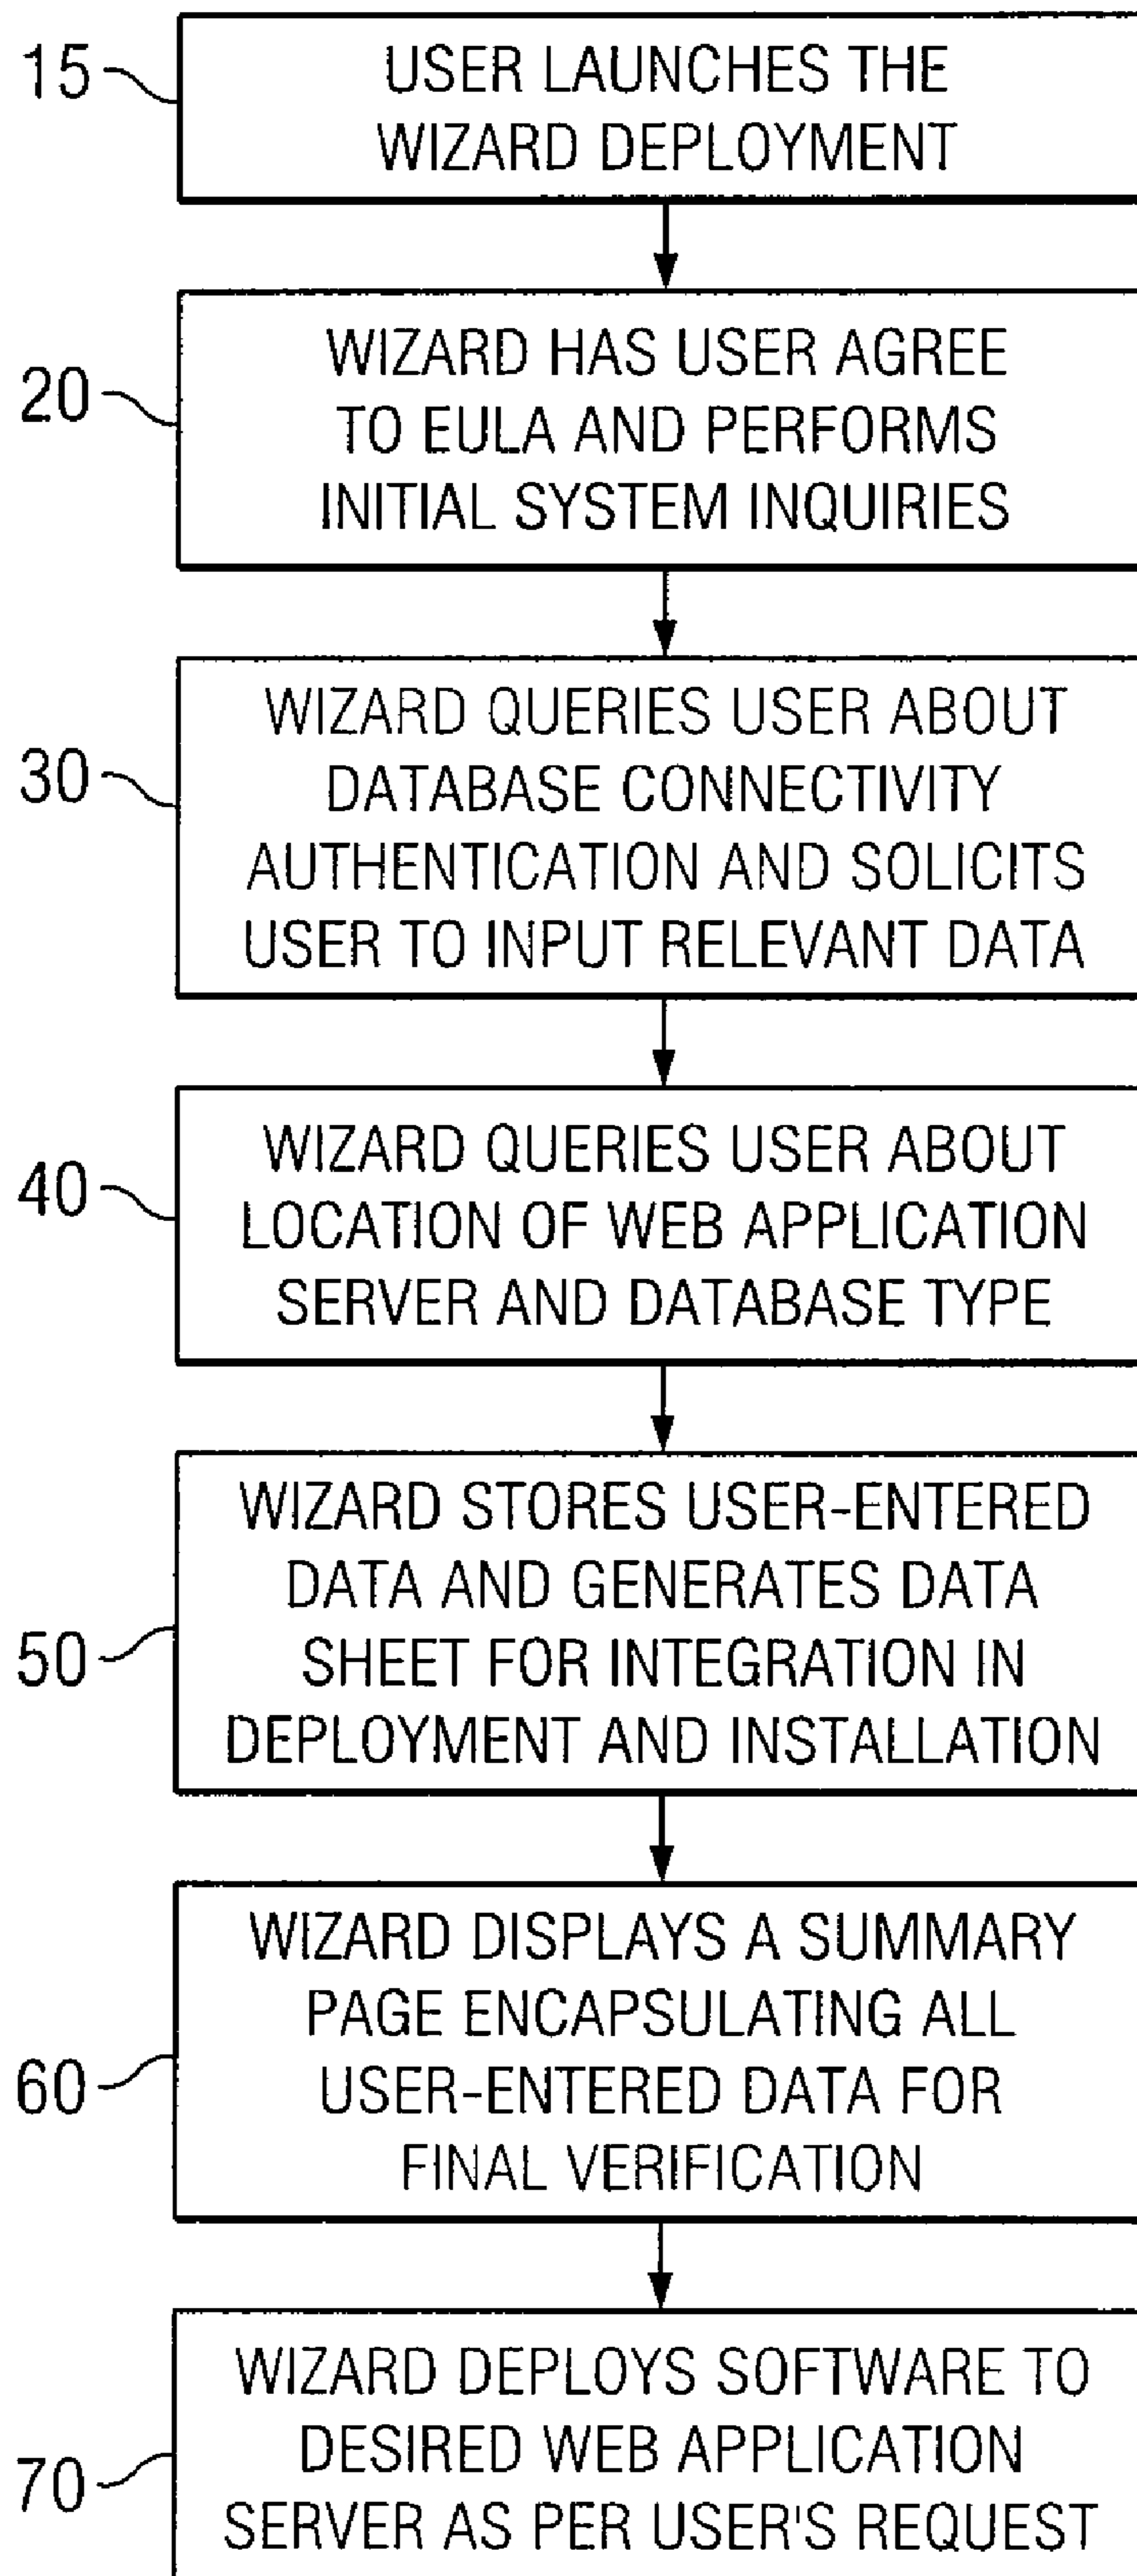 15
USER LAUNCHES THE
WIZARD DEPLOYMENT
20
WIZARD HAS USER AGREE
TO EULA AND PERFORMS
INITIAL SYSTEM INQUIRIES
30
WIZARD QUERIES USER ABOUT
DATABASE CONNECTIVITY
AUTHENTICATION AND SOLICITS
USER TO INPUT RELEVANT DATA
40
WIZARD QUERIES USER ABOUT
LOCATION OF WEB APPLICATION
SERVER AND DATABASE TYPE
50
WIZARD STORES USER-ENTERED
DATA AND GENERATES DATA
SHEET FOR INTEGRATION IN
DEPLOYMENT AND INSTALLATION
60
WIZARD DISPLAYS A SUMMARY
PAGE ENCAPSULATING ALL
USER-ENTERED DATA FOR
FINAL VERIFICATION
70
WIZARD DEPLOYS SOFTWARE TO
DESIRED WEB APPLICATION
SERVER AS PER USER'S REQUEST